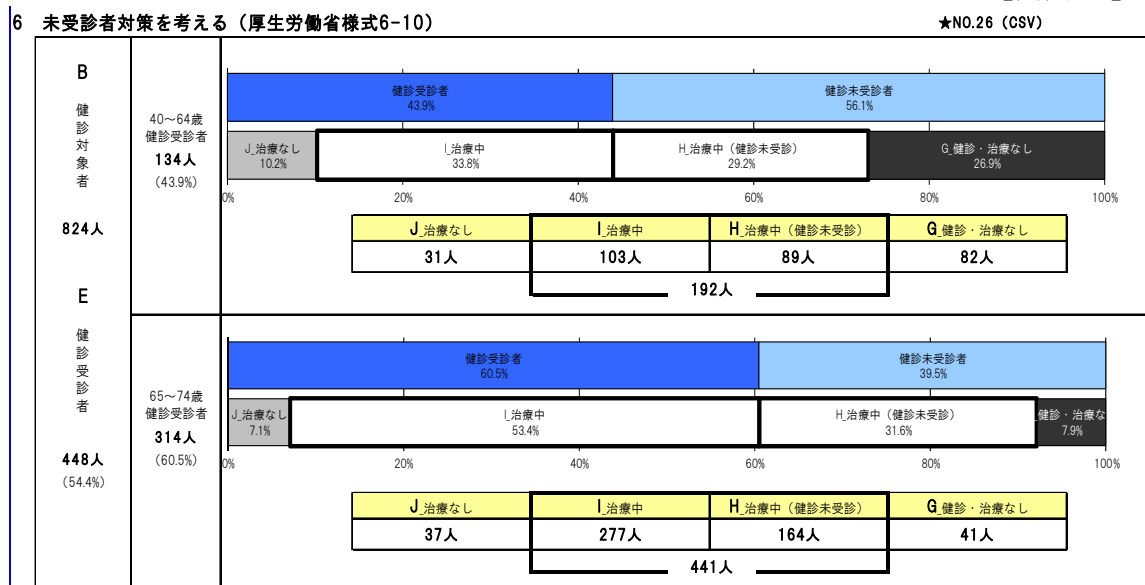 6 未受診者対策を考える（厚生労働省様式6-10）
★NO.26（CSV）
B
健診対象者
824人
E
健診受診者
448人
(54.4%)
40～64歳
健診受診者
134人
(43.9%)
健診受診者
43.9%
健診未受診者
56.1%
J_治療なし
10.2%
I_治療中
33.8%
H_治療中（健診未受診）
29.2%
G_健診・治療なし
26.9%
0% 20% 40% 60% 80% 100%
J_治療なし I_治療中 H_治療中（健診未受診） G_健診・治療なし
31人 103人 89人 82人
192人
65～74歳
健診受診者
314人
(60.5%)
健診受診者
60.5%
健診未受診者
39.5%
J_治療なし
7.1%
I_治療中
53.4%
H_治療中（健診未受診）
31.6%
健診・治療な
7.9%
0% 20% 40% 60% 80% 100%
J_治療なし I_治療中 H_治療中（健診未受診） G_健診・治療なし
37人 277人 164人 41人
441人